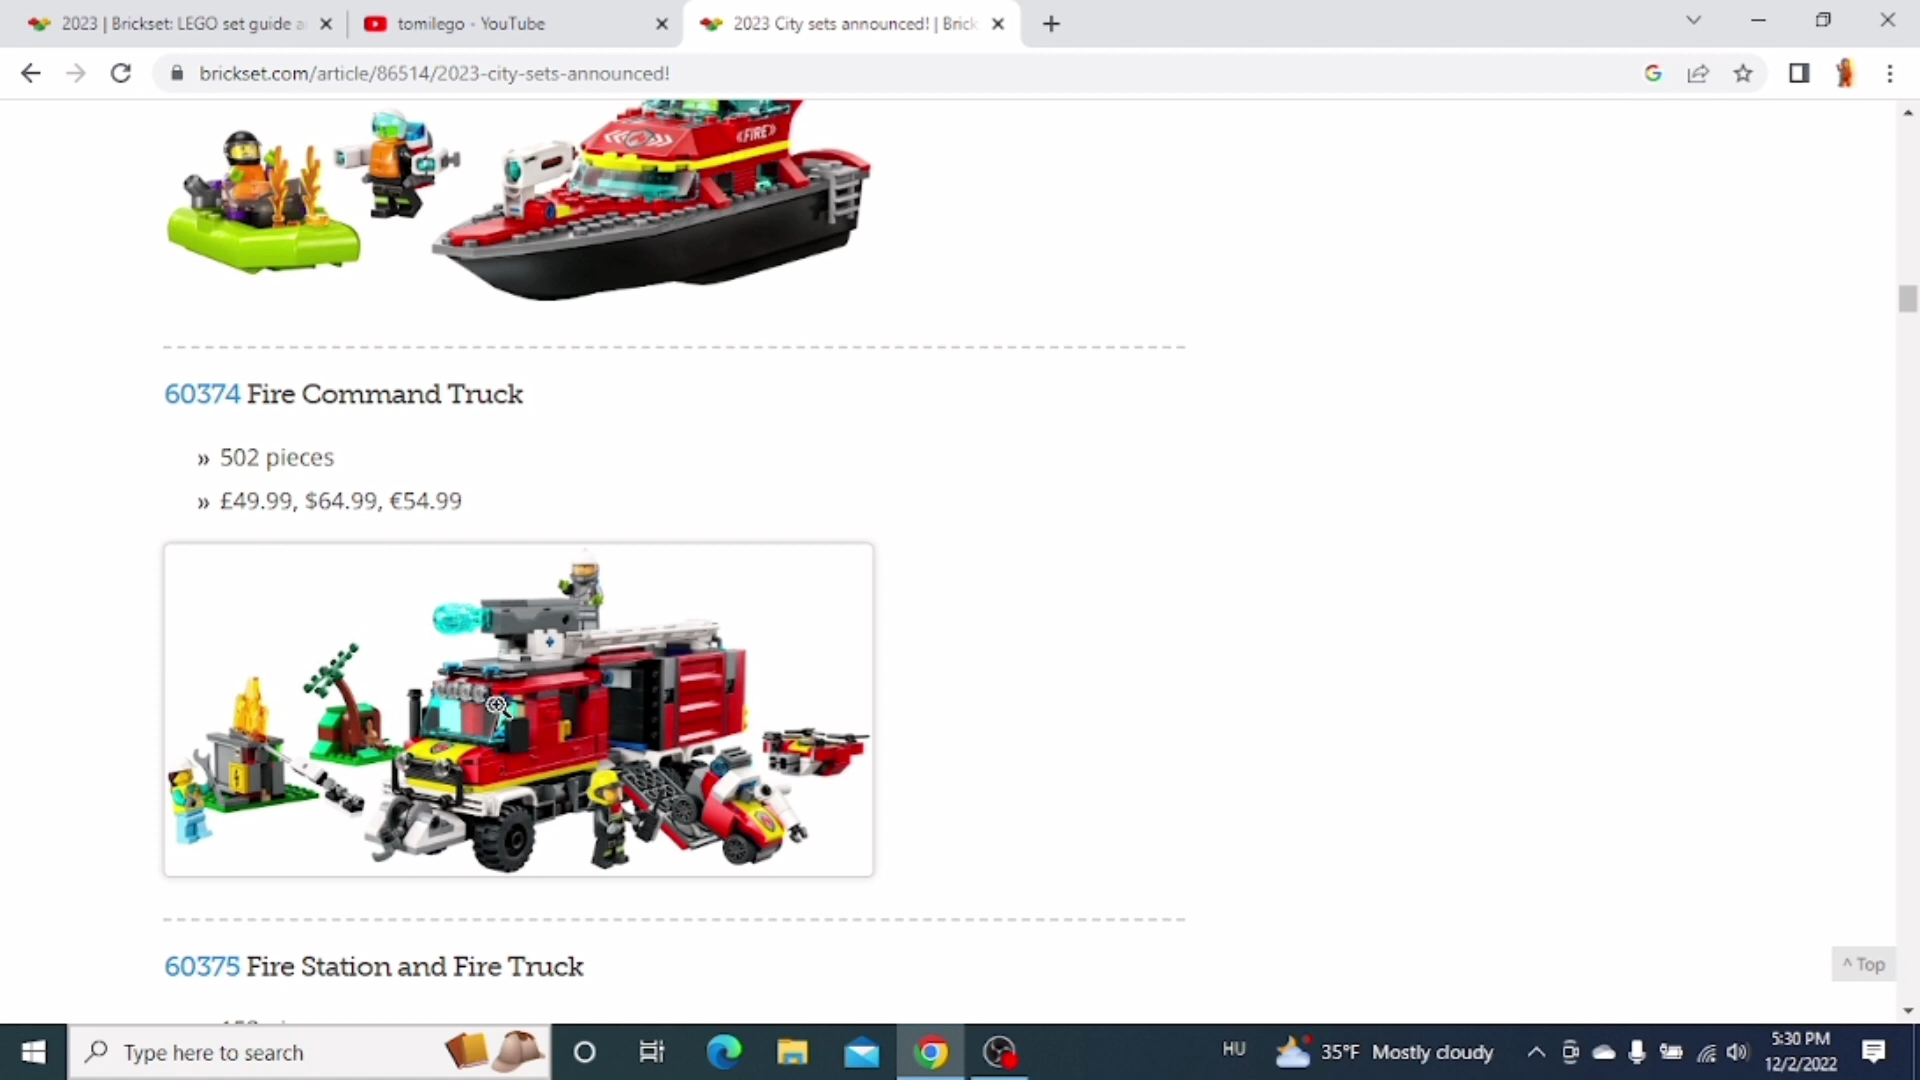 2023 | Brickset: LEGO set guide a
tomilego - YouTube
2023 City sets announced! | Brick
brickset.com/article/86514/2023-city-sets-announced!
FIRE
60374 Fire Command Truck
» 502 pieces
» £49.99, $64.99, €54.99
60375 Fire Station and Fire Truck
^ Top
Type here to search
HU
35°F Mostly cloudy
5:30 PM
12/2/2022